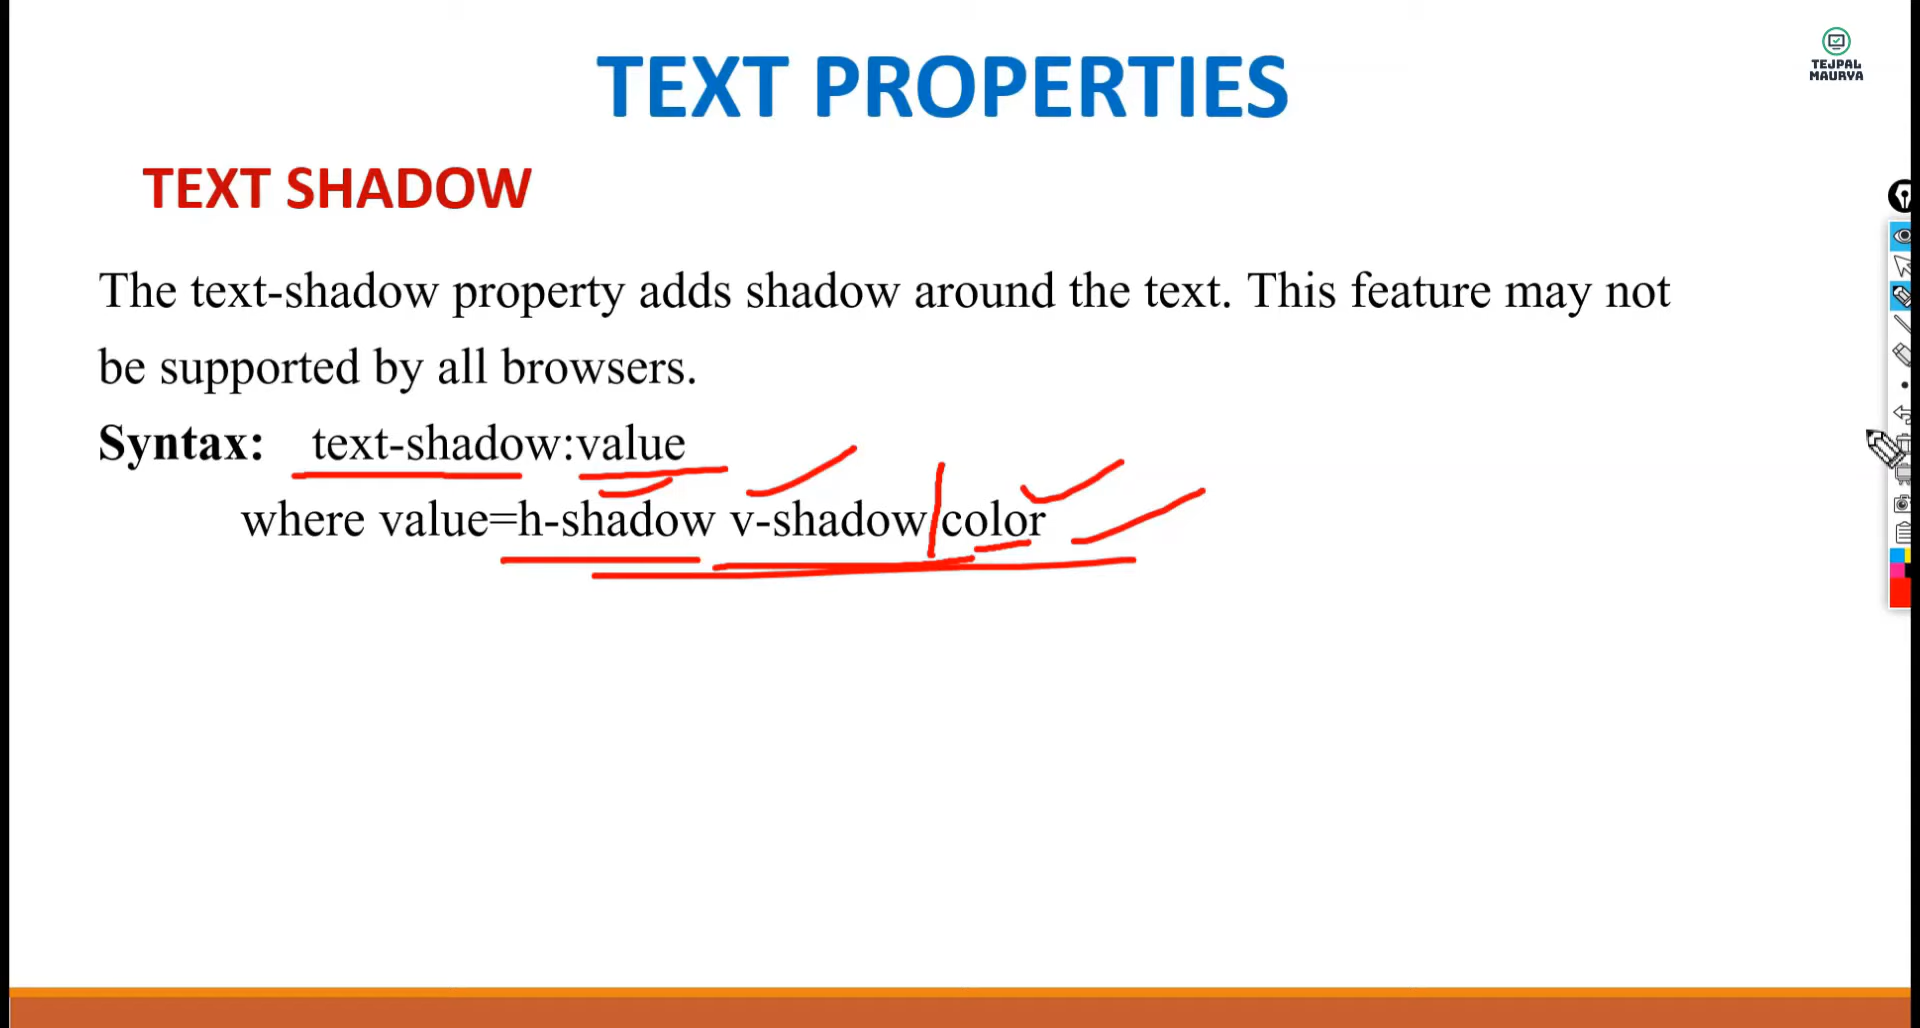 TEJPAL
MAURYA
TEXT PROPERTIES
TEXT SHADOW
The text-shadow property adds shadow around the text. This feature may not
be supported by all browsers.
Syntax: text-shadow:value
where value=h-shadow v-shadow color